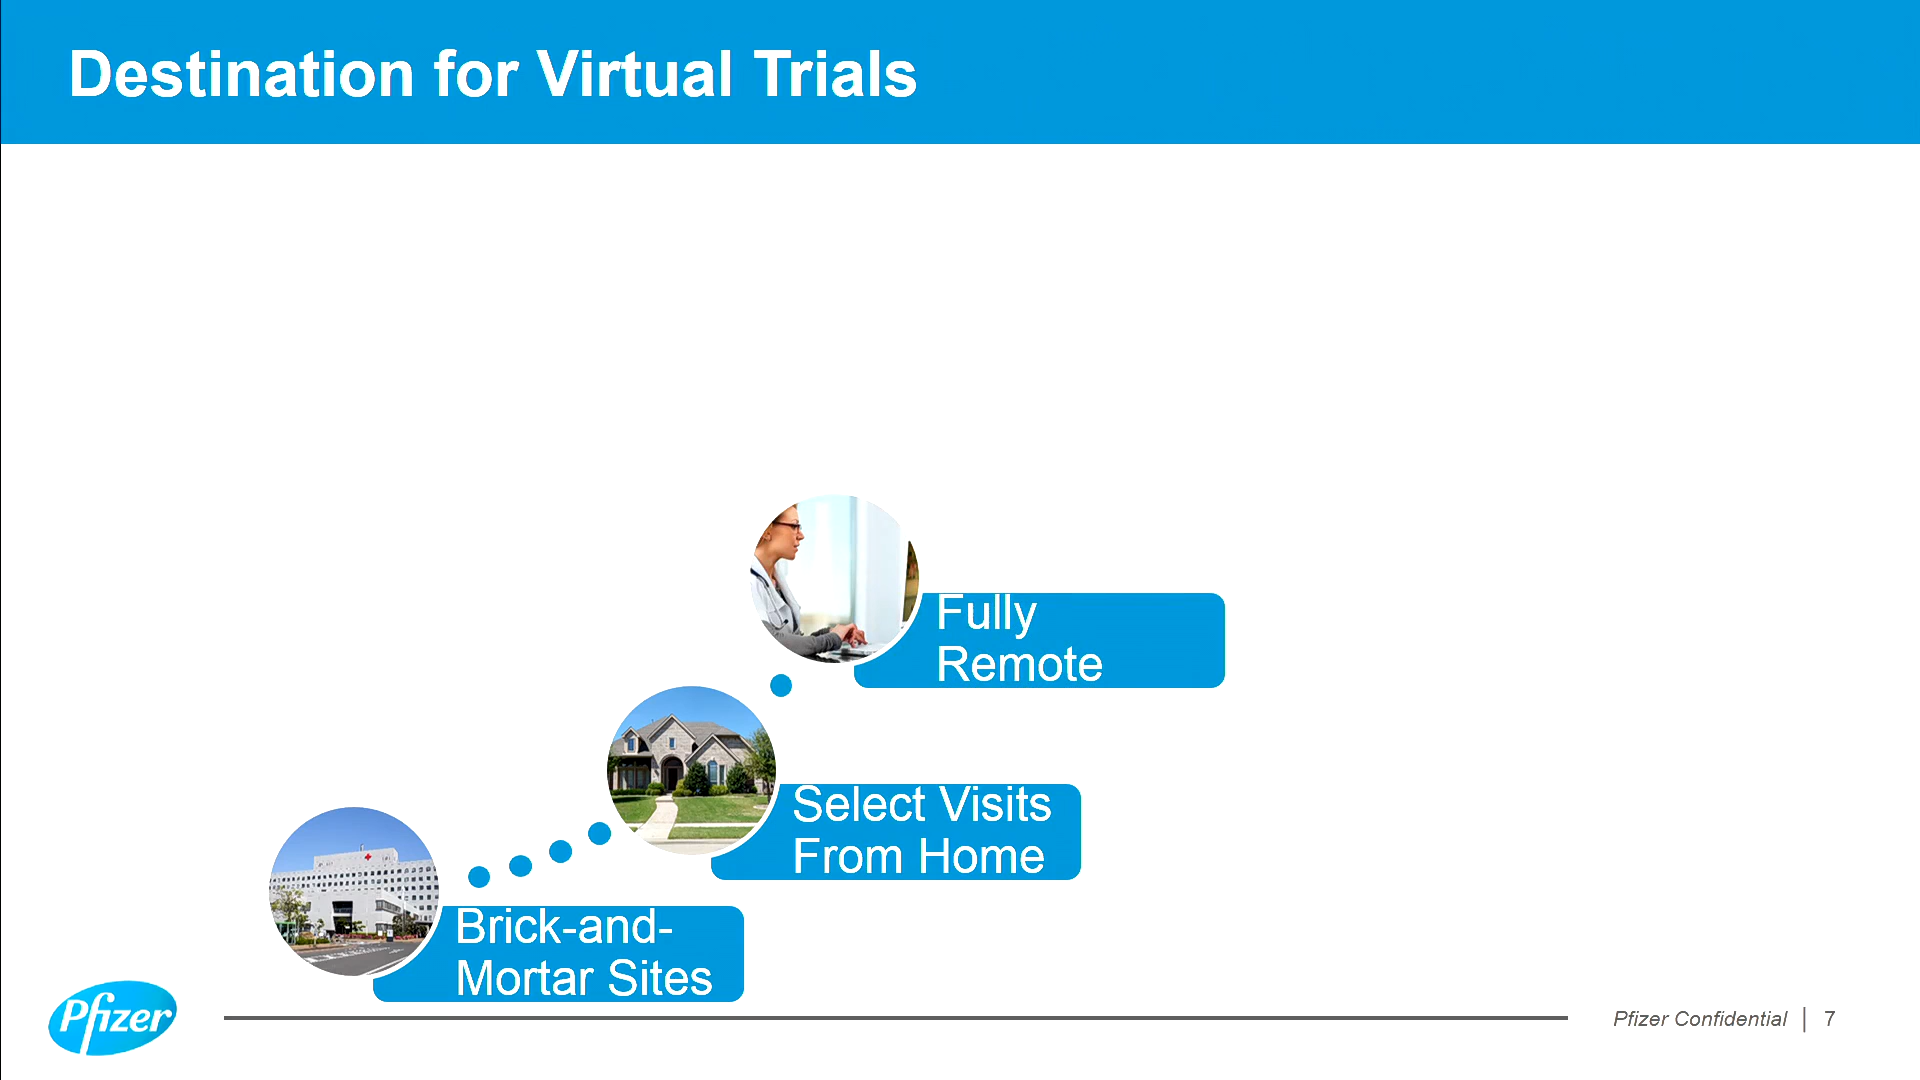 Destination for Virtual Trials
Fully
Remote
Select Visits
From Home
Brick-and-
Mortar Sites
Pfizer
Pfizer Confidential | 7